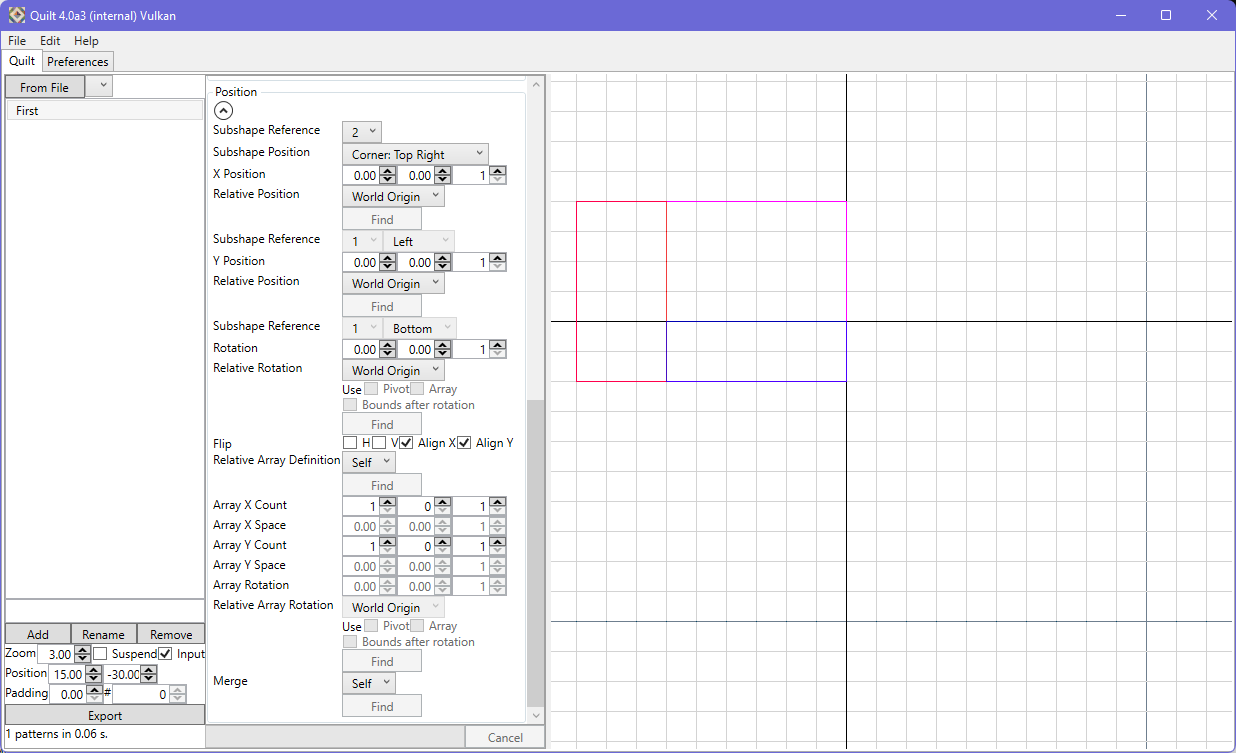 Quilt 4.0a3 (internal) Vulkan
File Edit Help
Quilt Preferences
From File
First
Position
Subshape Reference 2
Subshape Position Corner: Top Right
X Position 0.00 0.00 1
Relative Position World Origin
Find
Subshape Reference 1 Left
Y Position 0.00 0.00 1
Relative Position World Origin
Find
Subshape Reference 1 Bottom
Rotation 0.00 0.00 1
Relative Rotation World Origin
Use Pivot Array
Bounds after rotation
Find
Flip H V Align X Align Y
Relative Array Definition Self
Find
Array X Count 1 0 1
Array X Space 0.00 0.00 1
Array Y Count 1 0 1
Array Y Space 0.00 0.00 1
Array Rotation 0.00 0.00 1
Relative Array Rotation World Origin
Use Pivot Array
Bounds after rotation
Find
Merge Self
Find
Cancel
Add Rename Remove
Zoom 3.00 Suspend Input
Position 15.00 -30.00
Padding 0.00 # 0
Export
1 patterns in 0.06 s.